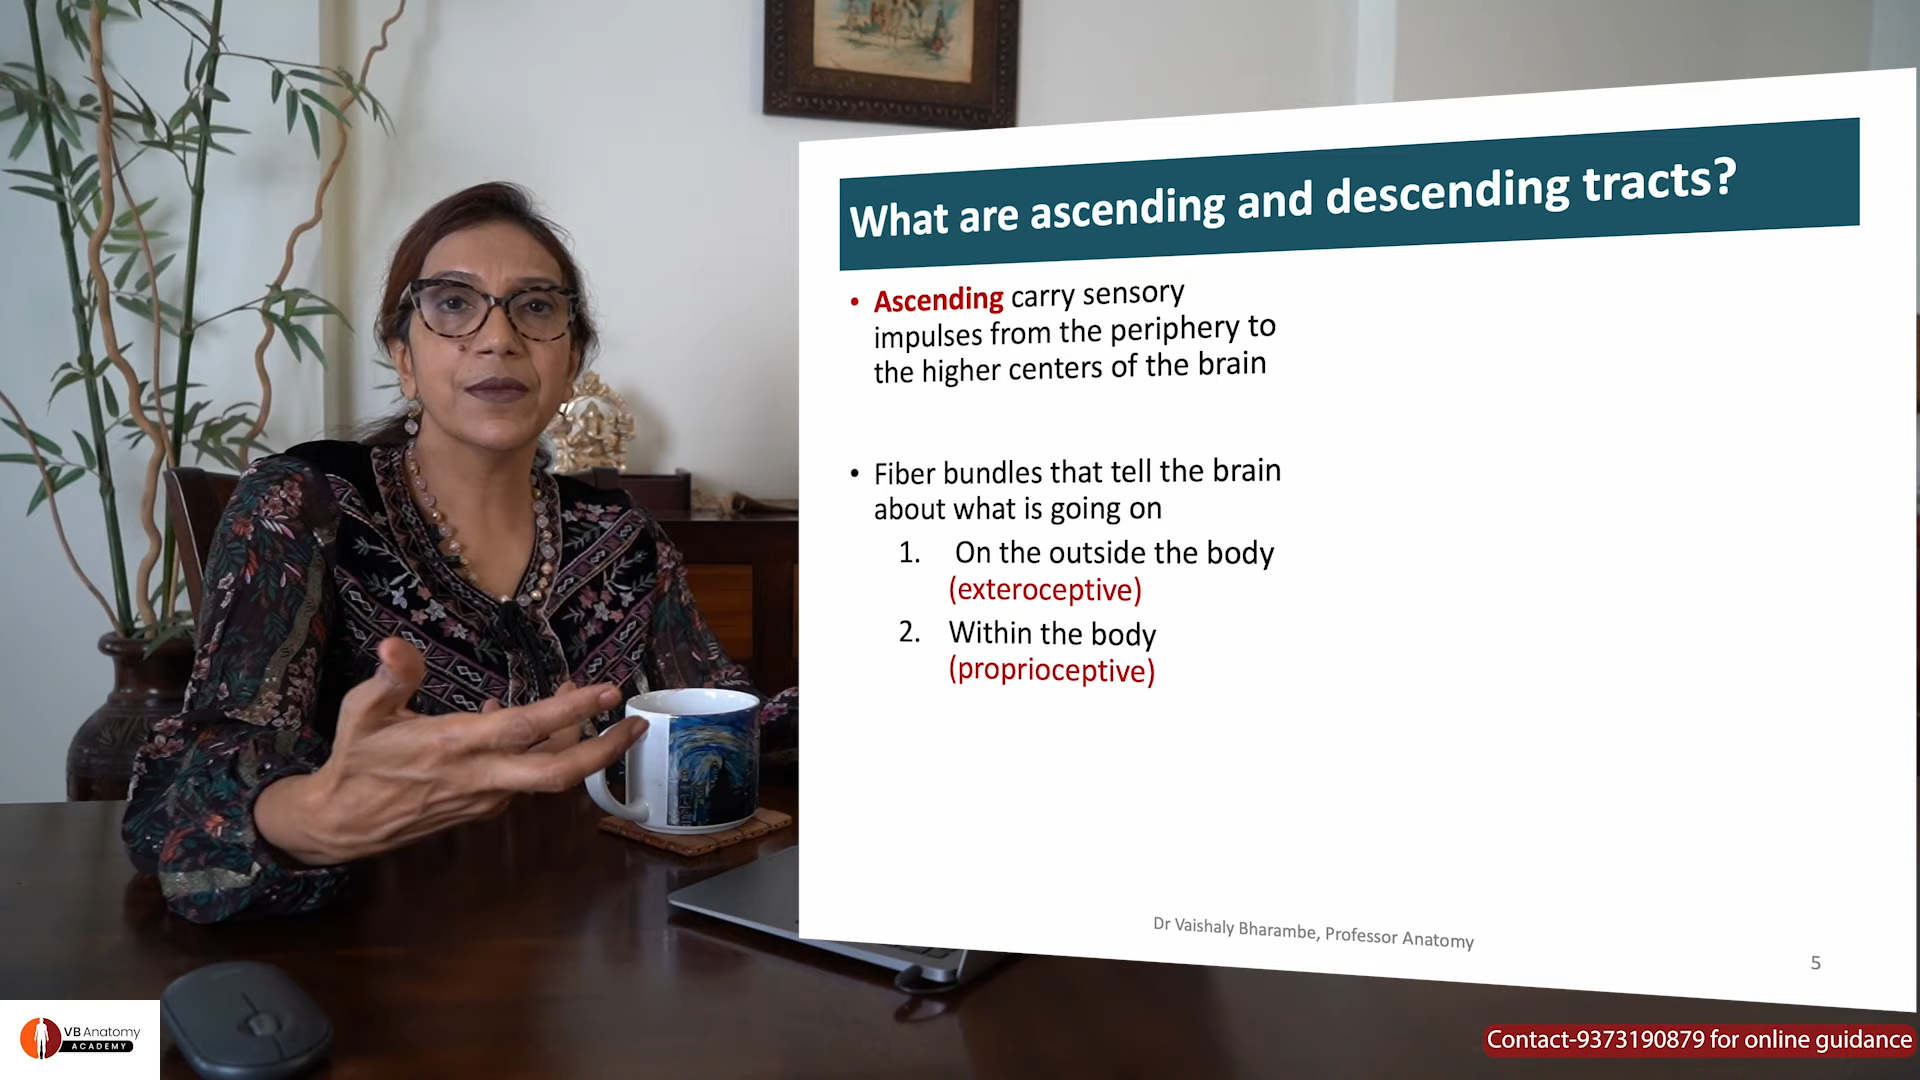 What are ascending and descending tracts?
• Ascending carry sensory
impulses from the periphery to
the higher centers of the brain
• Fiber bundles that tell the brain
about what is going on
1. On the outside the body
(exteroceptive)
2. Within the body
(proprioceptive)
Dr Vaishaly Bharambe, Professor Anatomy
5
VB Anatomy
ACADEMY
Contact-9373190879 for online guidance